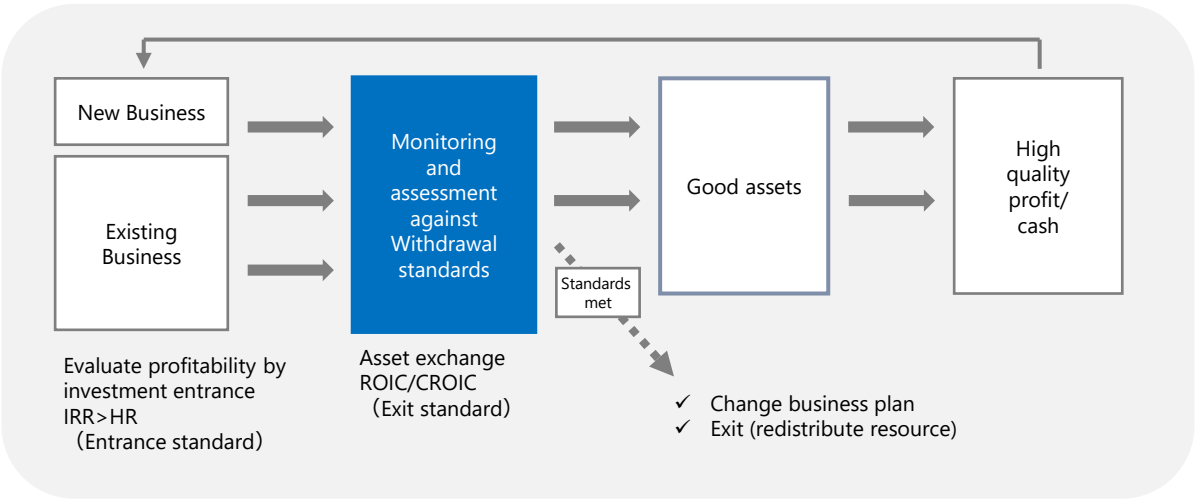 New Business
Existing
Business
Evaluate profitability by
investment entrance
IRR>HR
（Entrance standard）
Monitoring
and
assessment
against
Withdrawal
standards
Asset exchange
ROIC/CROIC
（Exit standard）
Standards
met
Good assets
✓ Change business plan
✓ Exit (redistribute resource)
High
quality
profit/
cash